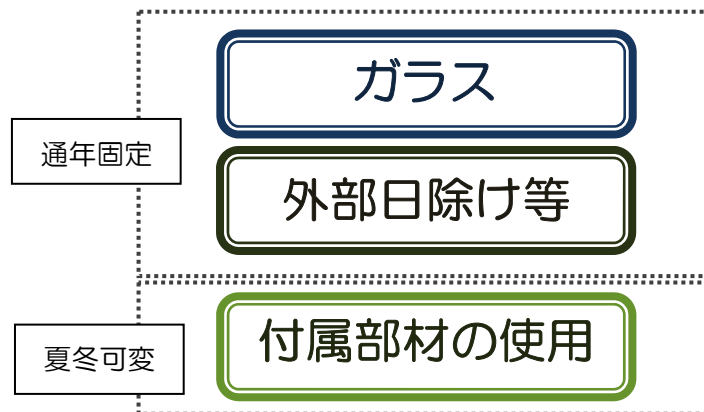 ガラス
通年固定
外部日除け等
付属部材の使用
夏冬可変